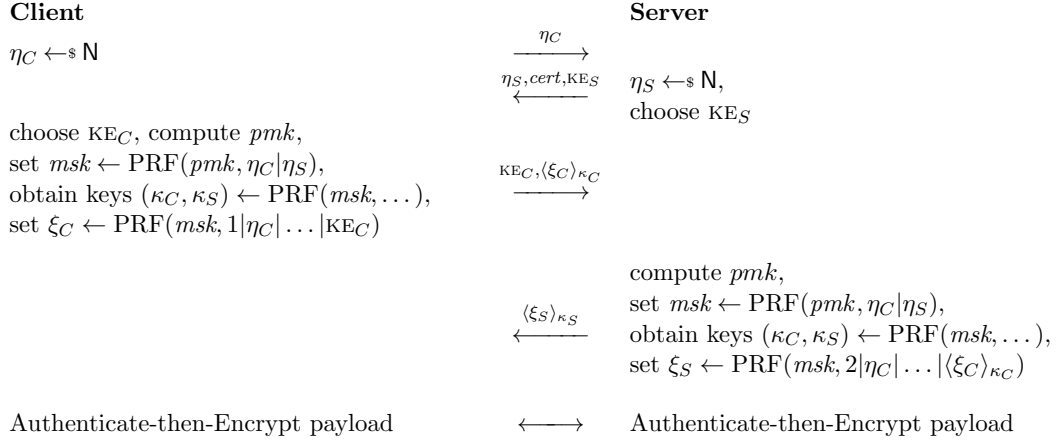 Client Server
η_C ←$ N
η_C
η_S,cert,KE_S
η_S ←$ N,
choose KE_S
choose KE_C, compute pmk,
set msk ← PRF(pmk, η_C|η_S),
obtain keys (κ_C, κ_S) ← PRF(msk, . . . ),
set ξ_C ← PRF(msk, 1|η_C| . . . |KE_C)
KE_C,⟨ξ_C⟩_κ_C
compute pmk,
set msk ← PRF(pmk, η_C|η_S),
obtain keys (κ_C, κ_S) ← PRF(msk, . . . ),
set ξ_S ← PRF(msk, 2|η_C| . . . |⟨ξ_C⟩_κ_C)
⟨ξ_S⟩_κ_S
Authenticate-then-Encrypt payload ⟷ Authenticate-then-Encrypt payload